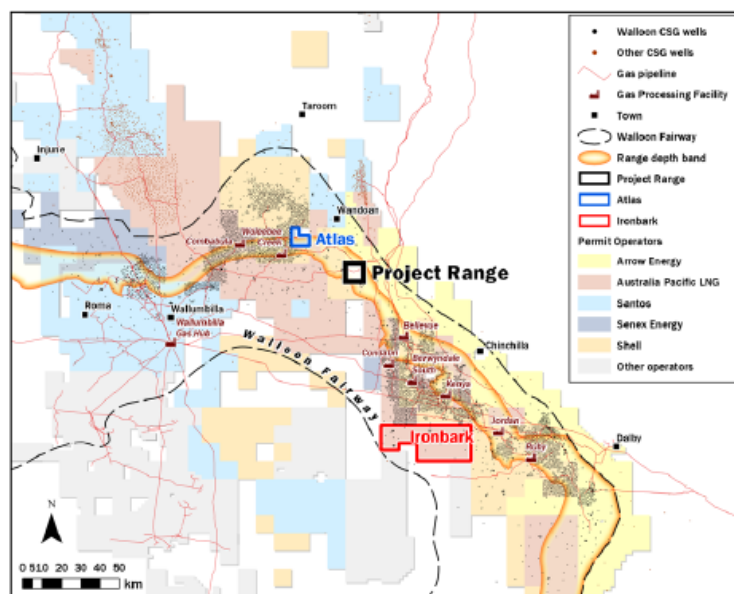 Walloon CSG wells
Other CSG wells
Gas pipeline
Gas Processing Facility
Town
Walloon Fairway
Range depth band
Project Range
Atlas
Ironbark
Permit Operators
Arrow Energy
Australia Pacific LNG
Santos
Senex Energy
Shell
Other operators
Taroom
Injune
Wandoan
Woleebee
Creek
Combabula
Atlas
Project Range
Roma
Wallumbilla
Wallumbilla
Gas Hub
Walloon Fairway
Bellevue
Chinchilla
Condabri
Berwyndale
South
Kenya
Ironbark
Jordan
Ruby
Dalby
N
0 5 10 20 30 40 50
km